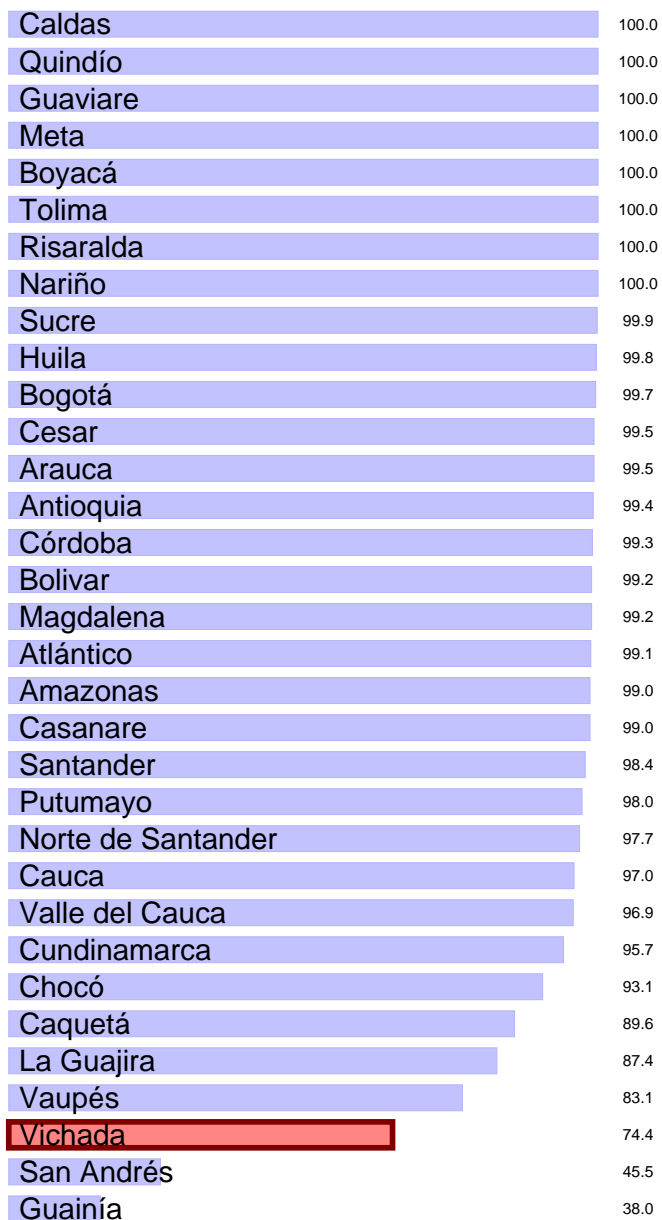 Caldas 100.0
Quindío 100.0
Guaviare 100.0
Meta 100.0
Boyacá 100.0
Tolima 100.0
Risaralda 100.0
Nariño 100.0
Sucre 99.9
Huila 99.8
Bogotá 99.7
Cesar 99.5
Arauca 99.5
Antioquia 99.4
Córdoba 99.3
Bolivar 99.2
Magdalena 99.2
Atlántico 99.1
Amazonas 99.0
Casanare 99.0
Santander 98.4
Putumayo 98.0
Norte de Santander 97.7
Cauca 97.0
Valle del Cauca 96.9
Cundinamarca 95.7
Chocó 93.1
Caquetá 89.6
La Guajira 87.4
Vaupés 83.1
Vichada 74.4
San Andrés 45.5
Guainía 38.0